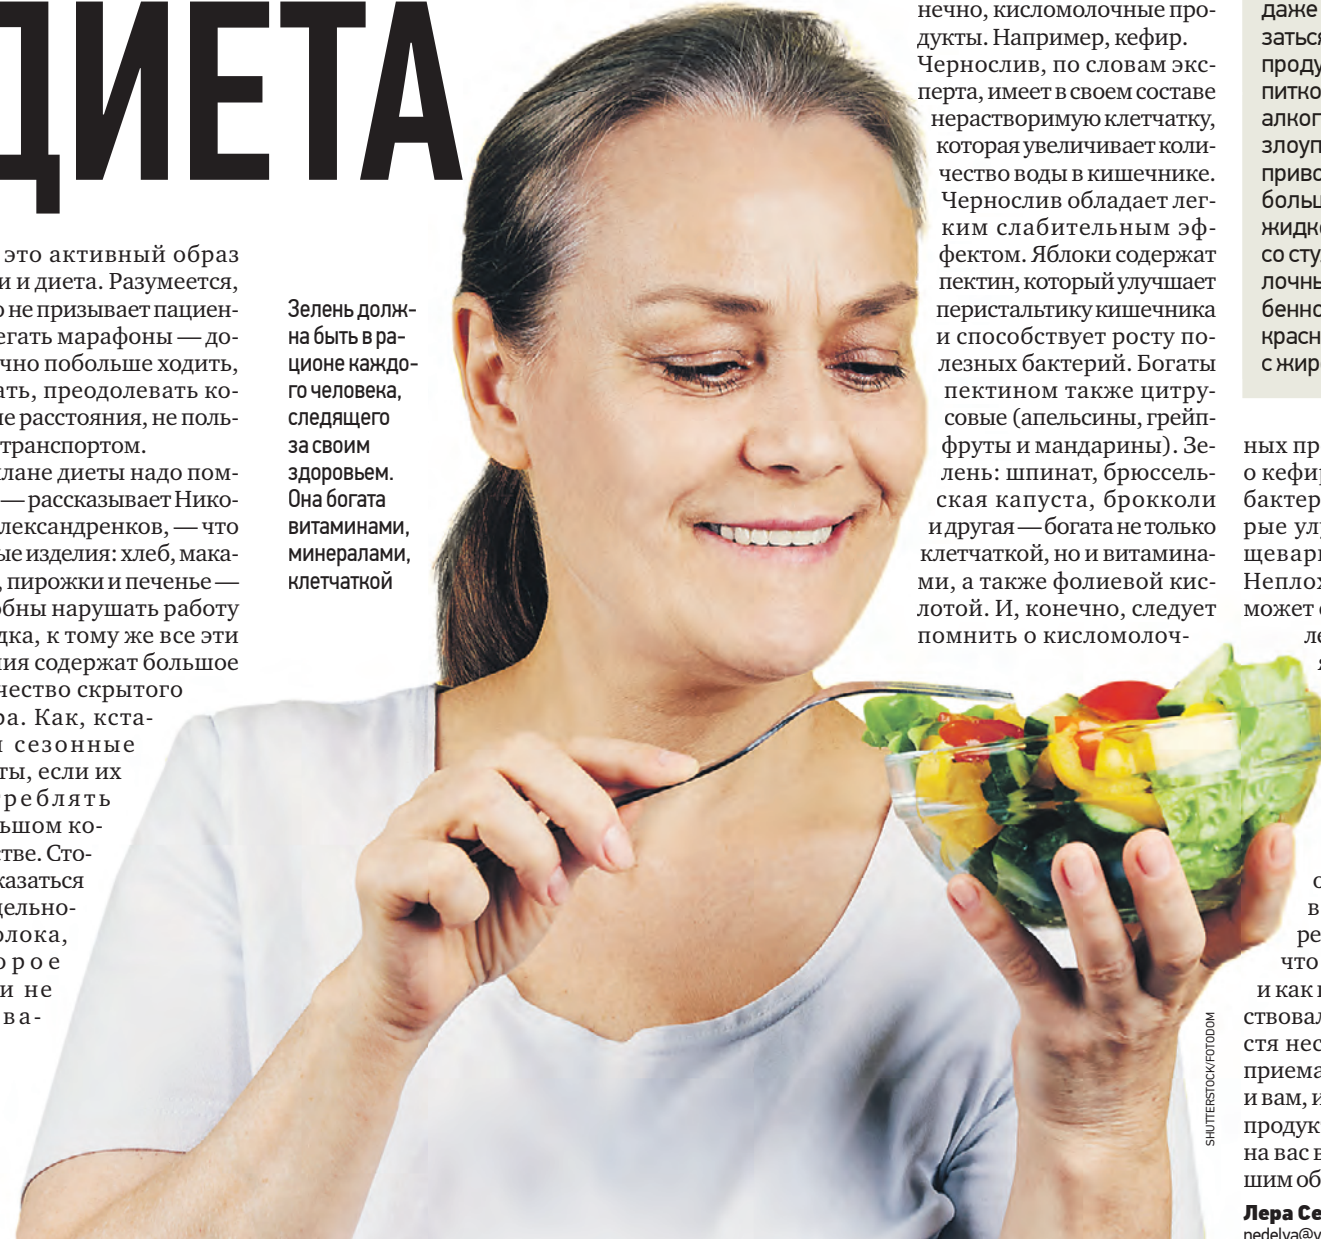 ДИЕТА
это активный образ
и и диета. Разумеется,
о не призывает пациен-
егать марафоны — до-
чно побольше ходить,
ать, преодолевать ко-
ие расстояния, не поль-
транспортом.
плане диеты надо пом-
— рассказывает Нико-
лександренков, — что
ые изделия: хлеб, мака-
, пирожки и печенье —
обны нарушать работу
дка, к тому же все эти
ния содержат большое
чество скрытого
ра. Как, кста-
и сезонные
ты, если их
треблять
льшом ко-
стве. Сто-
казаться
дельно-
олока,
орое
и не
ва-
Зелень долж-
на быть в ра-
ционе каждо-
го человека,
следящего
за своим
здоровьем.
Она богата
витаминами,
минералами,
клетчаткой
нечно, кисломолочные про-
дукты. Например, кефир.
Чернослив, по словам экс-
перта, имеет в своем составе
нерастворимую клетчатку,
которая увеличивает коли-
чество воды в кишечнике.
Чернослив обладает лег-
ким слабительным эф-
фектом. Яблоки содержат
пектин, который улучшает
перистальтику кишечника
и способствует росту по-
лезных бактерий. Богаты
пектином также цитру-
совые (апельсины, грейп-
фруты и мандарины). Зе-
лень: шпинат, брюссель-
ская капуста, брокколи
и другая — богата не только
клетчаткой, но и витамина-
ми, а также фолиевой кис-
лотой. И, конечно, следует
помнить о кисломолоч-
SHUTTERSTOCK/FOTODOM
даже
заться
проду
питко
алког
злоуп
приво
больш
жидко
со сту
лочны
бенно
красн
с жир
ных пр
о кефир
бактер
рые улу
щевари
Неплох
может
ле
в
ре
что
и как
ствовал
стя нес
приема
и вам, и
продук
на вас в
шим об
Лера Се
nedelya@v